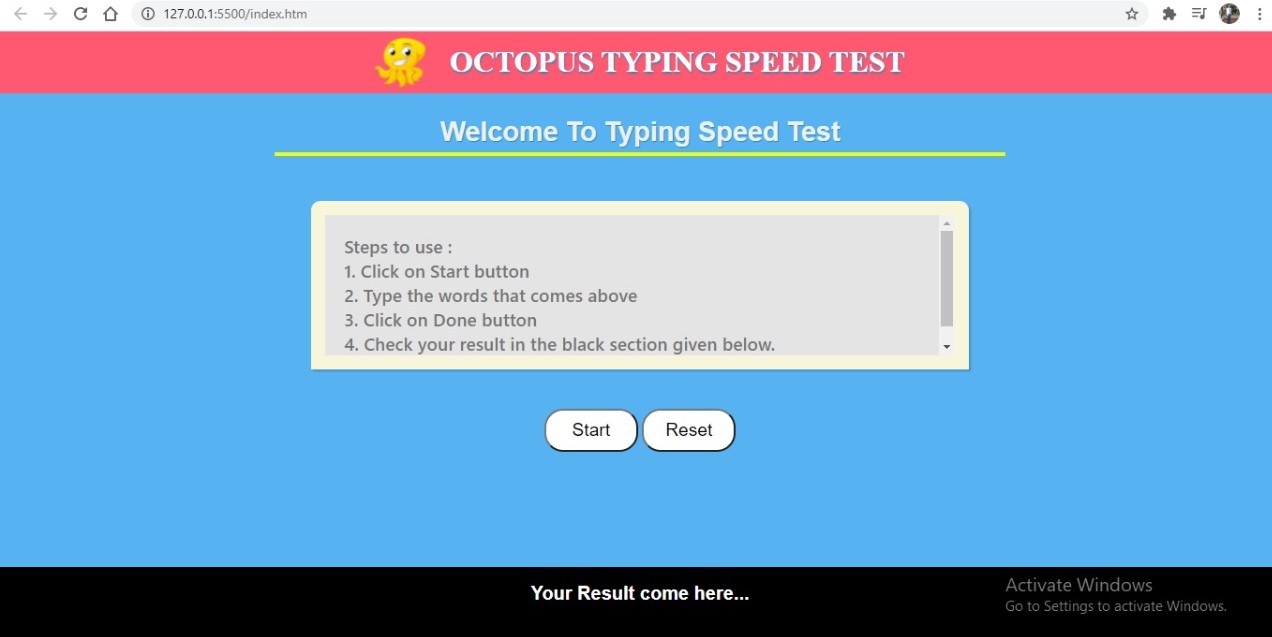 127.0.0.1:5500/index.htm
OCTOPUS TYPING SPEED TEST
Welcome To Typing Speed Test
Steps to use :
1. Click on Start button
2. Type the words that comes above
3. Click on Done button
4. Check your result in the black section given below.
Start Reset
Your Result come here...
Activate Windows
Go to Settings to activate Windows.